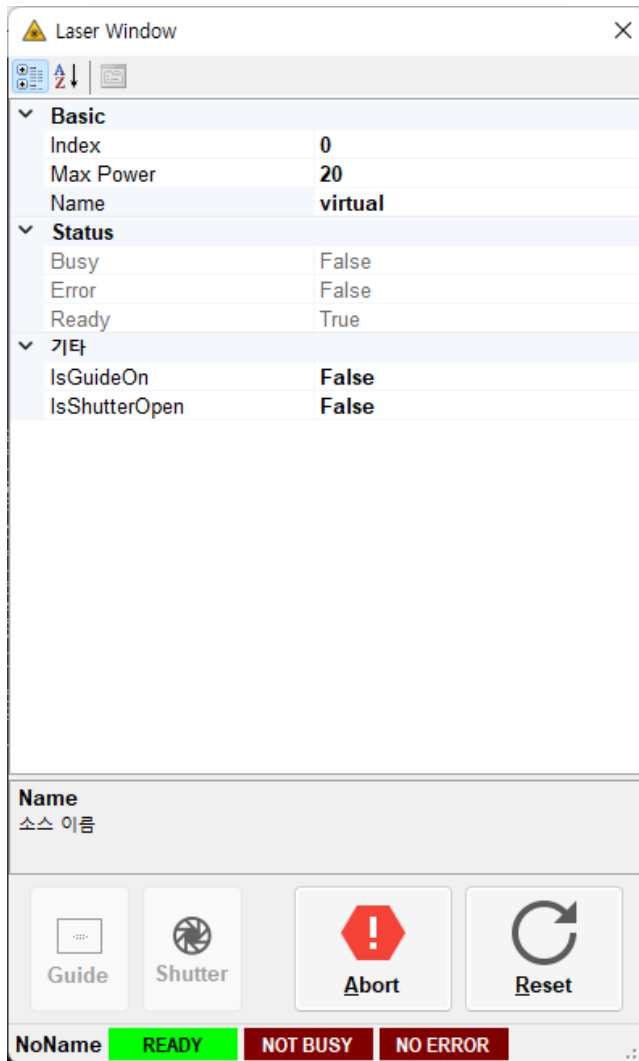 Laser Window
Basic
Index 0
Max Power 20
Name virtual
Status
Busy False
Error False
Ready True
기타
IsGuideOn False
IsShutterOpen False
Name
소스 이름
Guide Shutter Abort Reset
NoName READY NOT BUSY NO ERROR